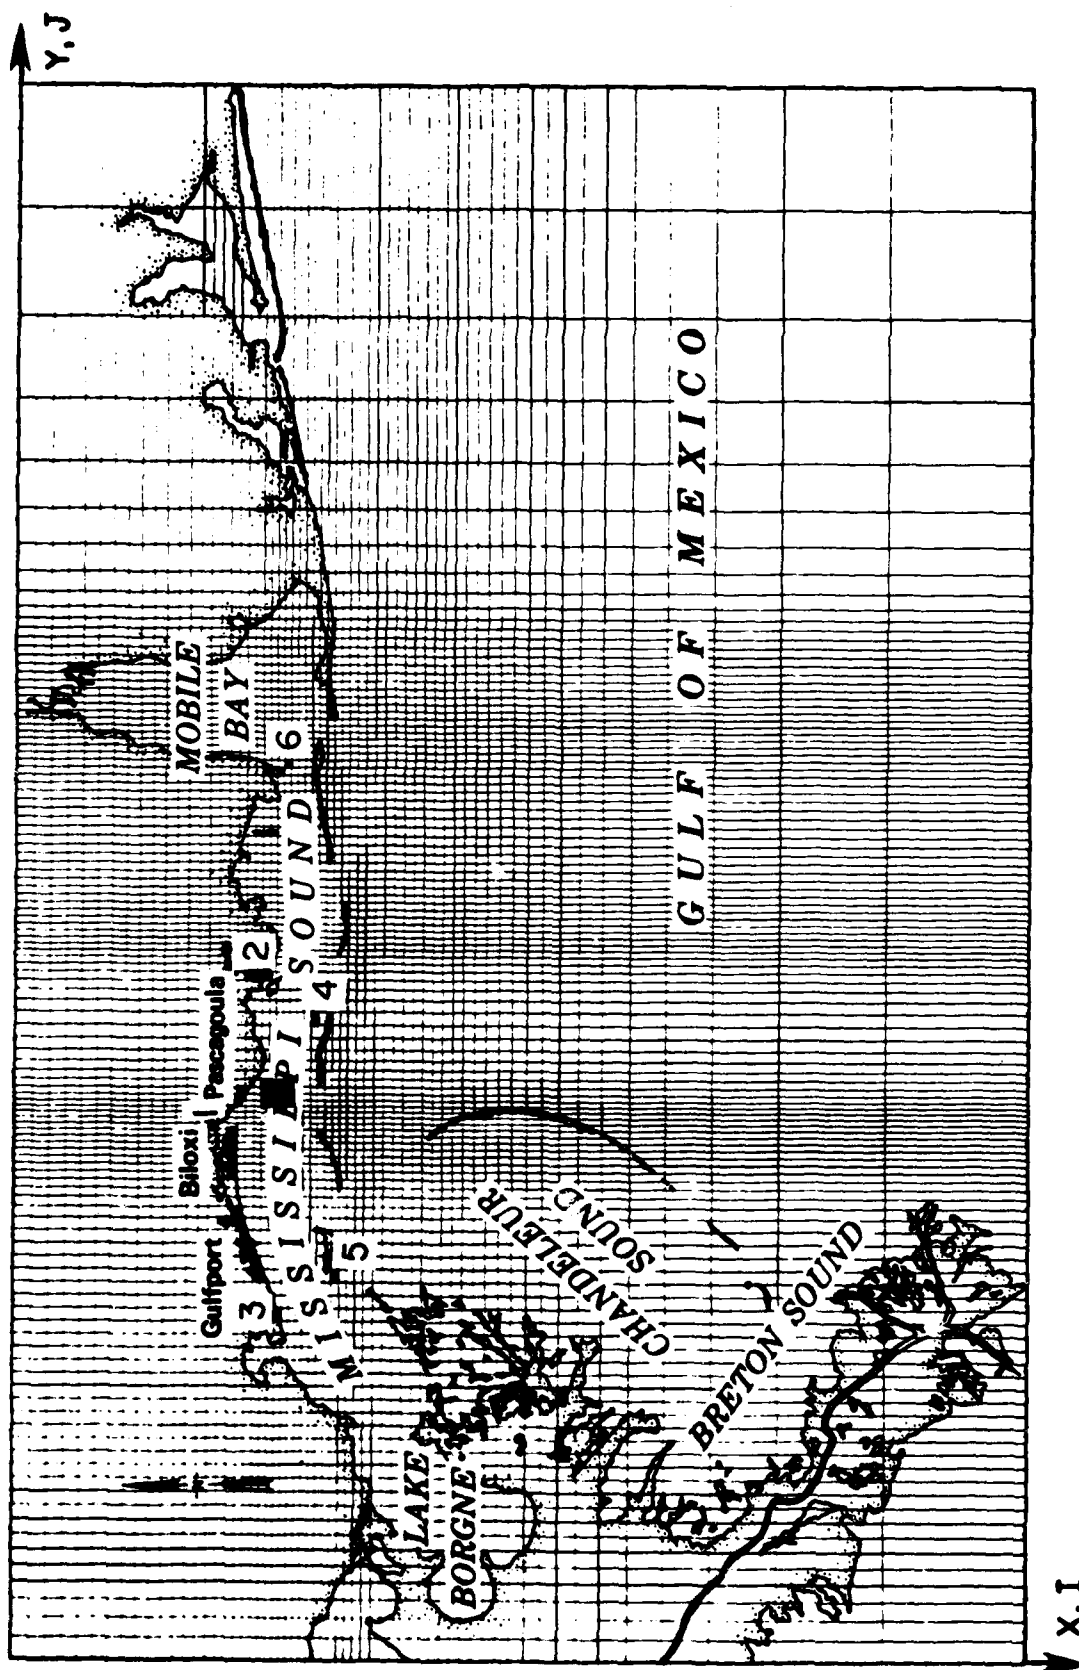 Y,J
MOBILE
BAY
Gulfport
Biloxi
Pascagoula
3
2
6
MISSISSIPPI SOUND
4
5
GULF OF MEXICO
LAKE
BORGNE
CHANDELEUR
SOUND
BRETON SOUND
X,I